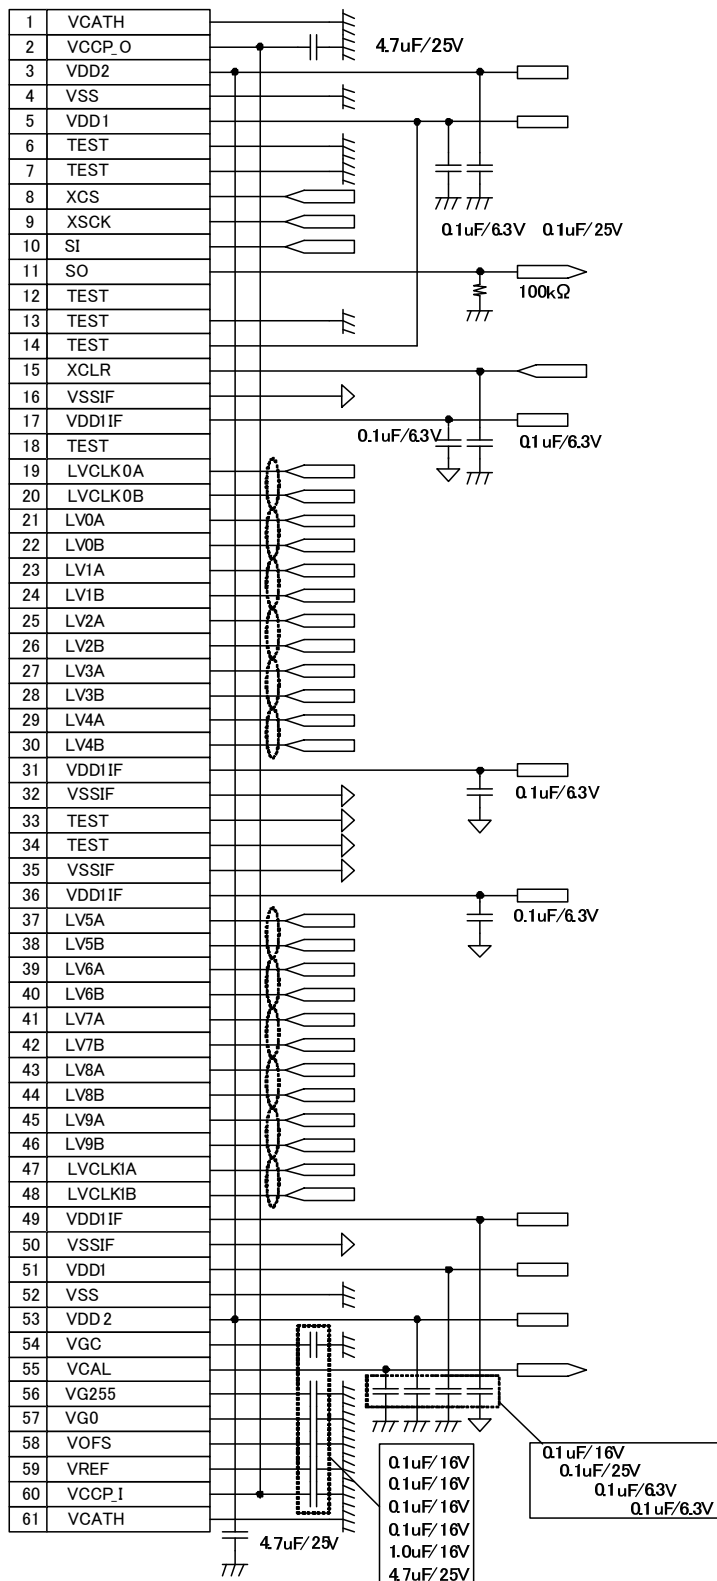 1 VCATH
2 VCCP_O 4.7uF/25V
3 VDD2
4 VSS
5 VDD1
6 TEST
7 TEST
8 XCS
9 XSCK 0.1uF/6.3V 0.1uF/25V
10 SI
11 SO
12 TEST 100kΩ
13 TEST
14 TEST
15 XCLR
16 VSSIF
17 VDD1IF
18 TEST 0.1uF/6.3V 0.1uF/6.3V
19 LVCLK0A
20 LVCLK0B
21 LV0A
22 LV0B
23 LV1A
24 LV1B
25 LV2A
26 LV2B
27 LV3A
28 LV3B
29 LV4A
30 LV4B
31 VDD1IF
32 VSSIF 0.1uF/6.3V
33 TEST
34 TEST
35 VSSIF
36 VDD1IF
37 LV5A 0.1uF/6.3V
38 LV5B
39 LV6A
40 LV6B
41 LV7A
42 LV7B
43 LV8A
44 LV8B
45 LV9A
46 LV9B
47 LVCLK1A
48 LVCLK1B
49 VDD1IF
50 VSSIF
51 VDD1
52 VSS
53 VDD2
54 VGC
55 VCAL
56 VG255
57 VG0
58 VOFS
59 VREF
60 VCCP_I
61 VCATH
4.7uF/25V
0.1uF/16V
0.1uF/16V
0.1uF/16V
0.1uF/16V
1.0uF/16V
4.7uF/25V
0.1uF/16V
0.1uF/25V
0.1uF/6.3V
0.1uF/6.3V